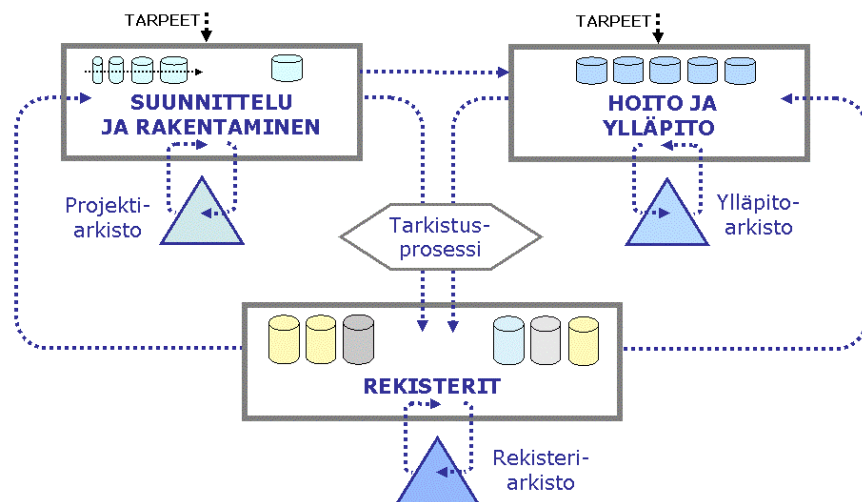 TARPEET
TARPEET
SUUNNITTELU
JA RAKENTAMINEN
HOITO JA
YLLÄPITO
Projekti-
arkisto
Tarkistus-
prosessi
Ylläpito-
arkisto
REKISTERIT
Rekisteri-
arkisto